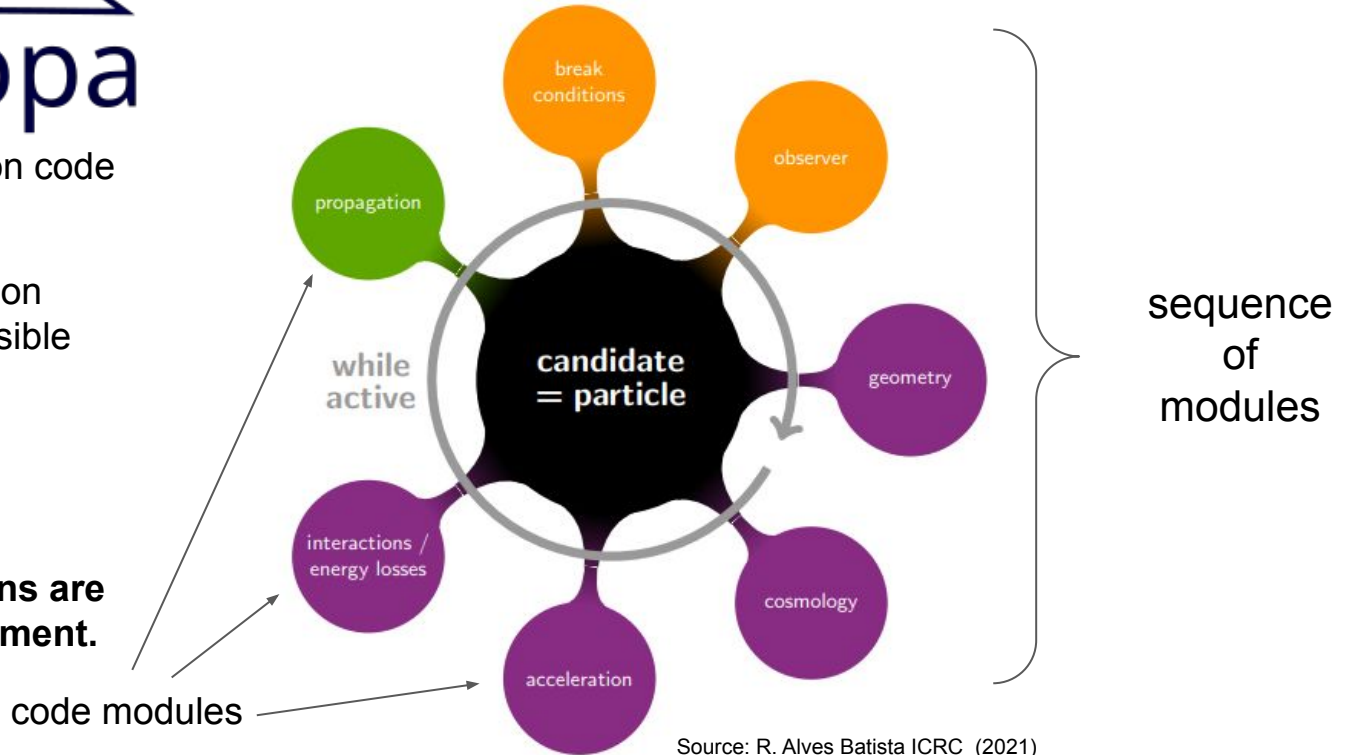 opa
on code
on
sible
ns are
ment.
code modules
break
conditions
observer
propagation
geometry
while
active
candidate
= particle
interactions /
energy losses
cosmology
acceleration
sequence
of
modules
Source: R. Alves Batista ICRC (2021)